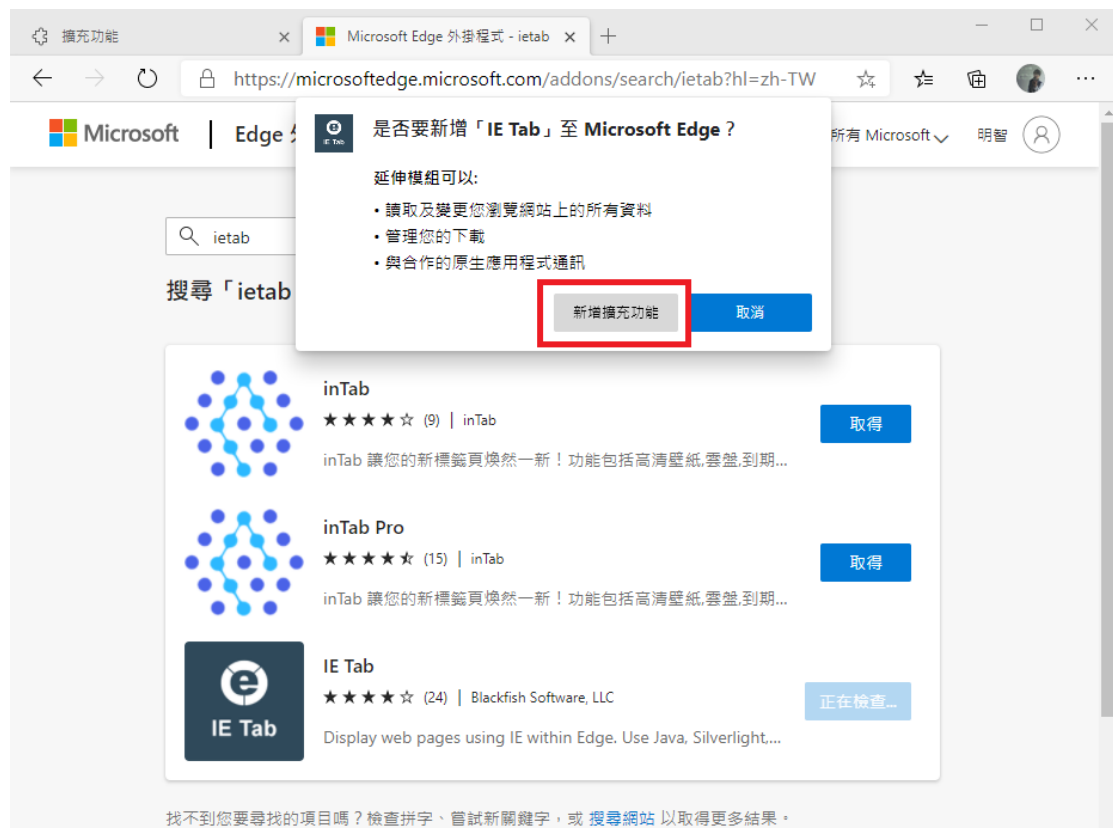 擴充功能
Microsoft Edge 外掛程式 - ietab
https://microsoftedge.microsoft.com/addons/search/ietab?hl=zh-TW
Microsoft
Edge
所有 Microsoft
明智
IE Tab
是否要新增「IE Tab」至 Microsoft Edge？
延伸模組可以:
• 讀取及變更您瀏覽網站上的所有資料
• 管理您的下載
• 與合作的原生應用程式通訊
新增擴充功能
取消
ietab
搜尋「ietab
inTab
★★★★☆ (9) | inTab
取得
inTab 讓您的新標籤頁煥然一新！功能包括高清壁紙,雲盤,到期...
inTab Pro
(15) | inTab
取得
inTab 讓您的新標籤頁煥然一新！功能包括高清壁紙,雲盤,到期...
IE Tab
IE Tab
★★★★☆ (24) | Blackfish Software, LLC
正在檢查...
Display web pages using IE within Edge. Use Java, Silverlight,...
找不到您要尋找的項目嗎？檢查拼字、嘗試新關鍵字，或 搜尋網站 以取得更多結果。